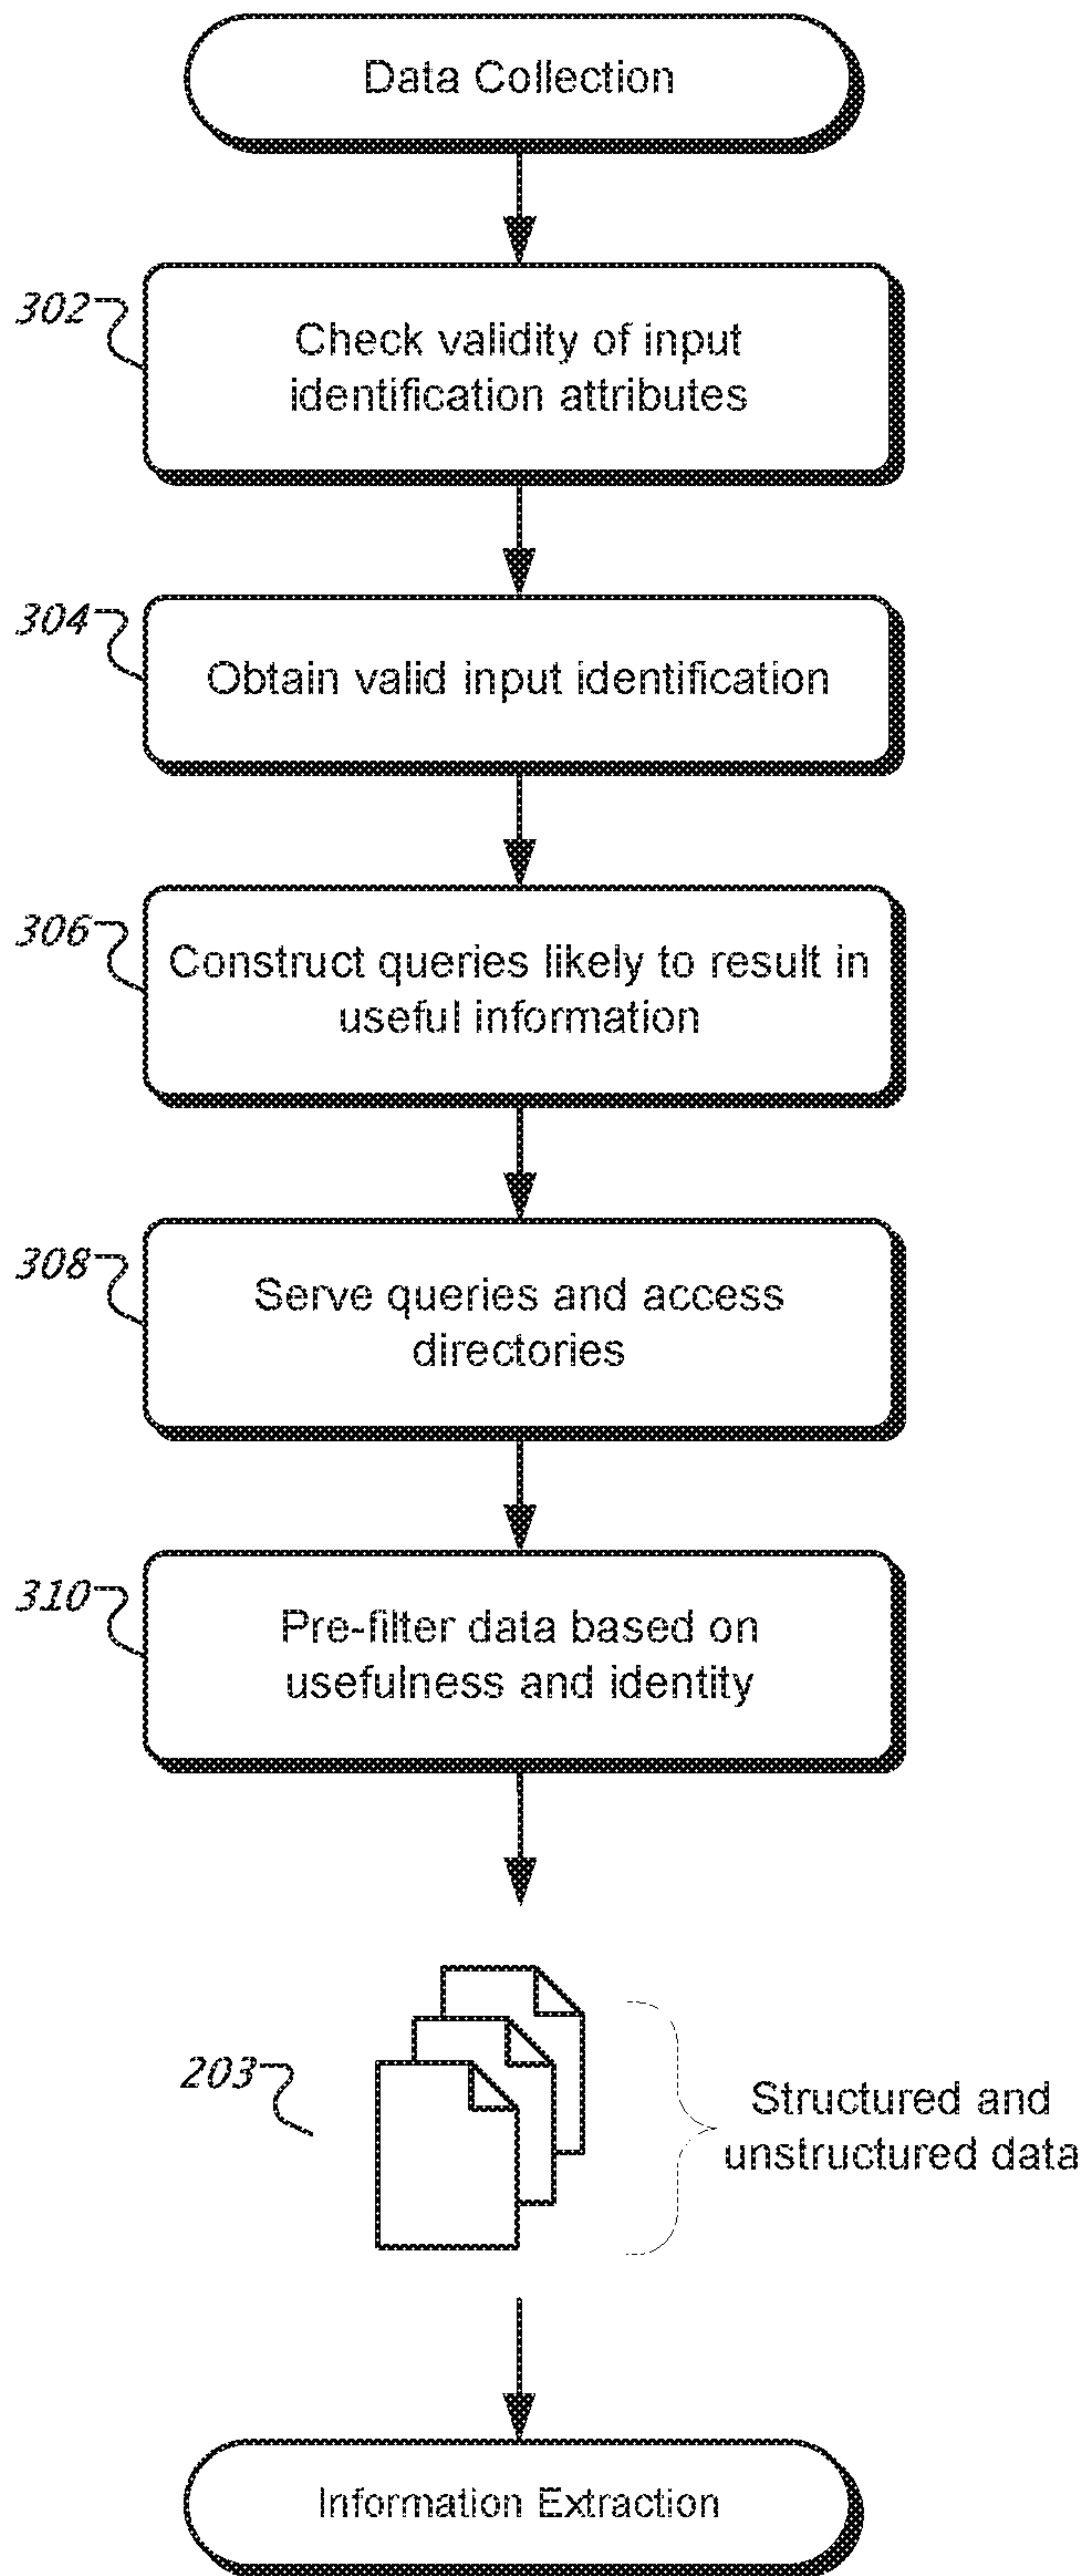 Data Collection
302
Check validity of input
identification attributes
304
Obtain valid input identification
306
Construct queries likely to result in
useful information
308
Serve queries and access
directories
310
Pre-filter data based on
usefulness and identity
203
Structured and
unstructured data
Information Extraction